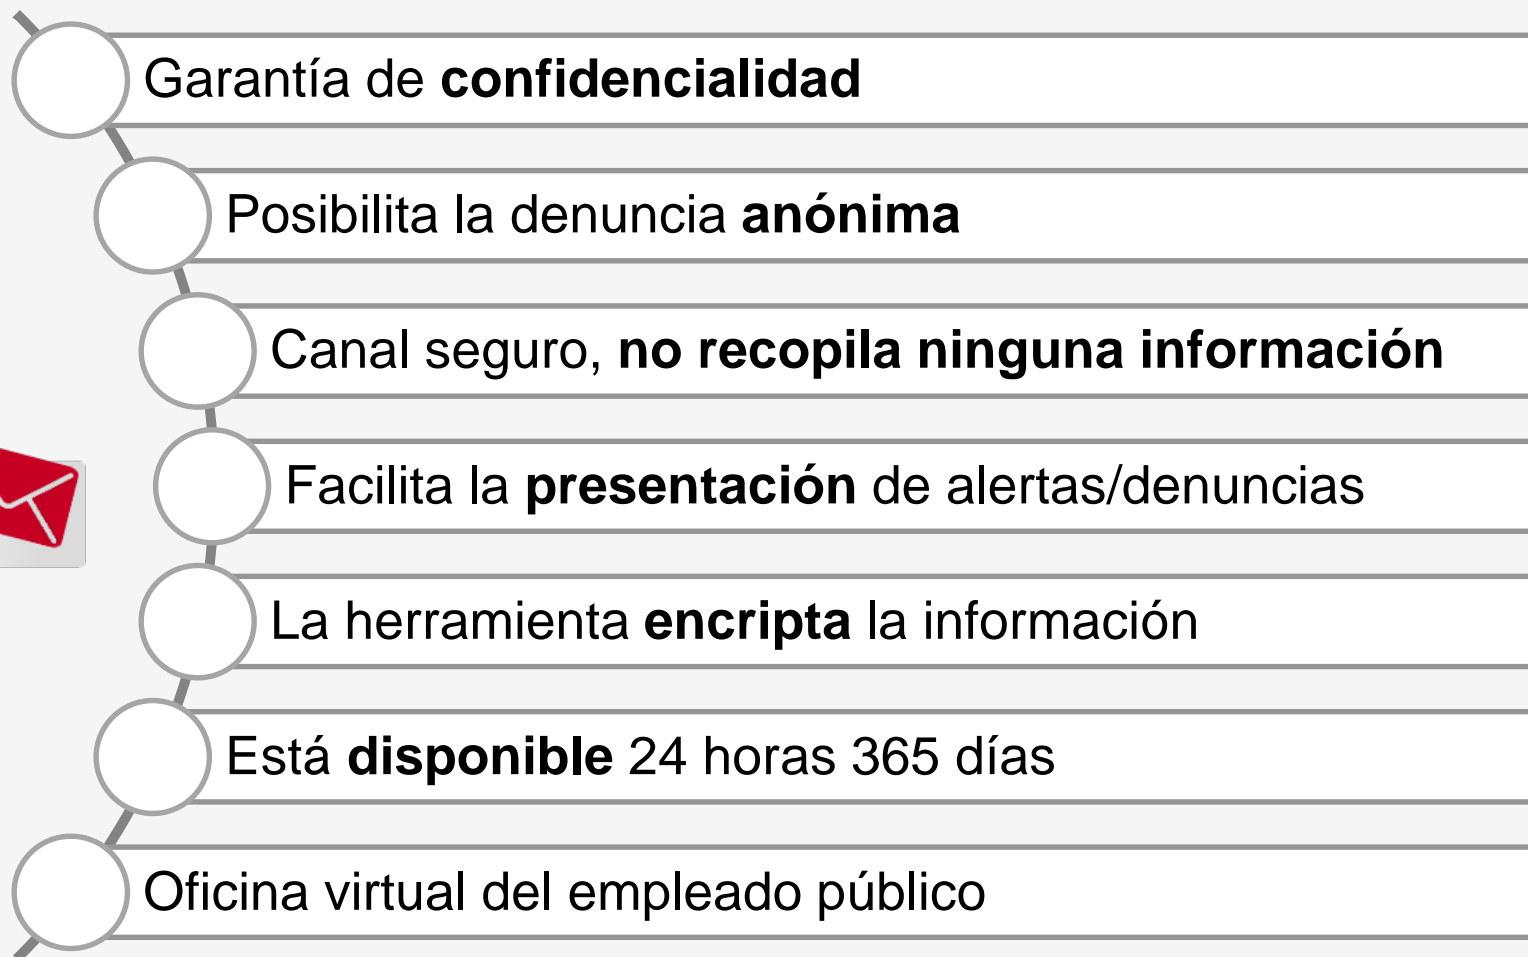 Garantía de confidencialidad
Posibilita la denuncia anónima
Canal seguro, no recopila ninguna información
Facilita la presentación de alertas/denuncias
La herramienta encripta la información
Está disponible 24 horas 365 días
Oficina virtual del empleado público